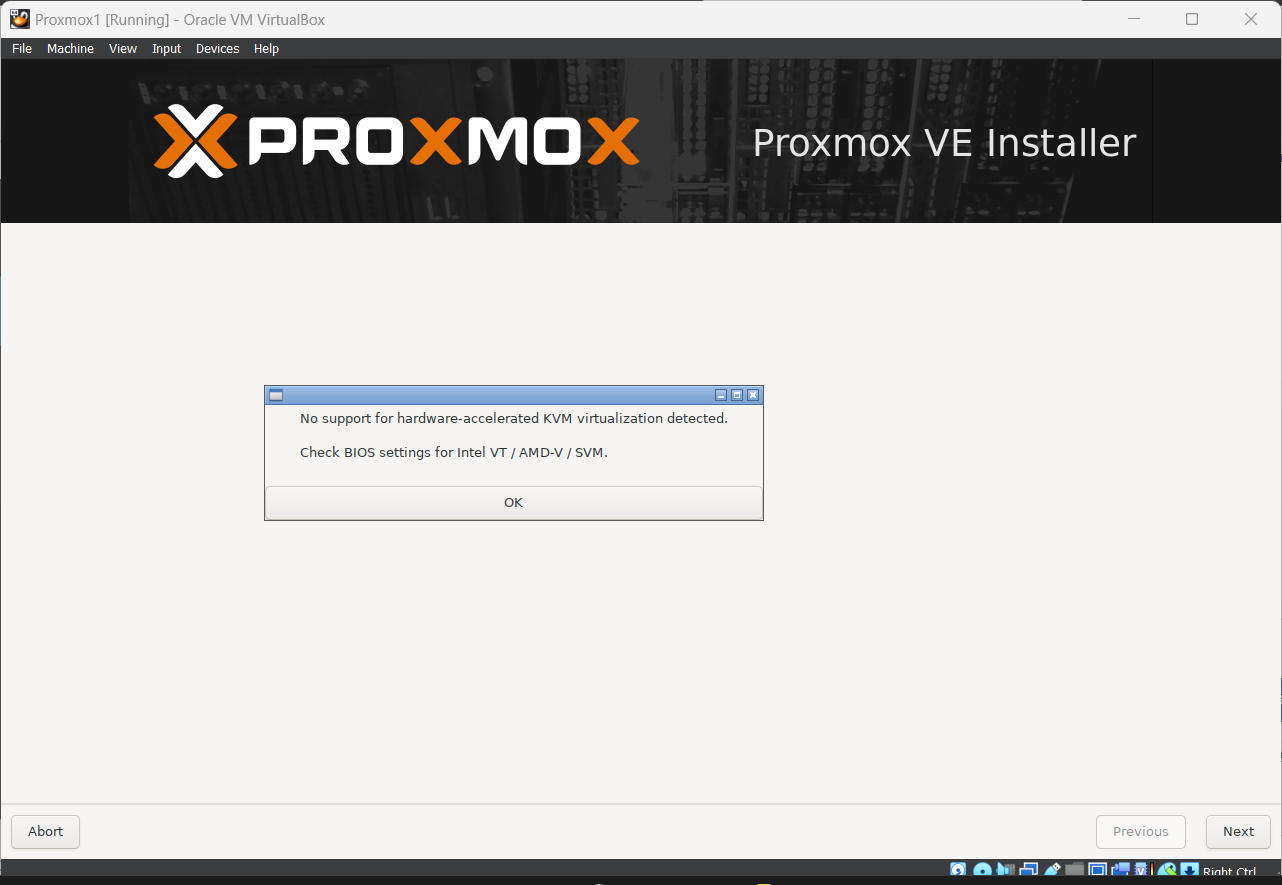 Proxmox1 [Running] - Oracle VM VirtualBox
File Machine View Input Devices Help
PROXMOX
Proxmox VE Installer
No support for hardware-accelerated KVM virtualization detected.
Check BIOS settings for Intel VT / AMD-V / SVM.
OK
Abort
Previous
Next
Right Ctrl